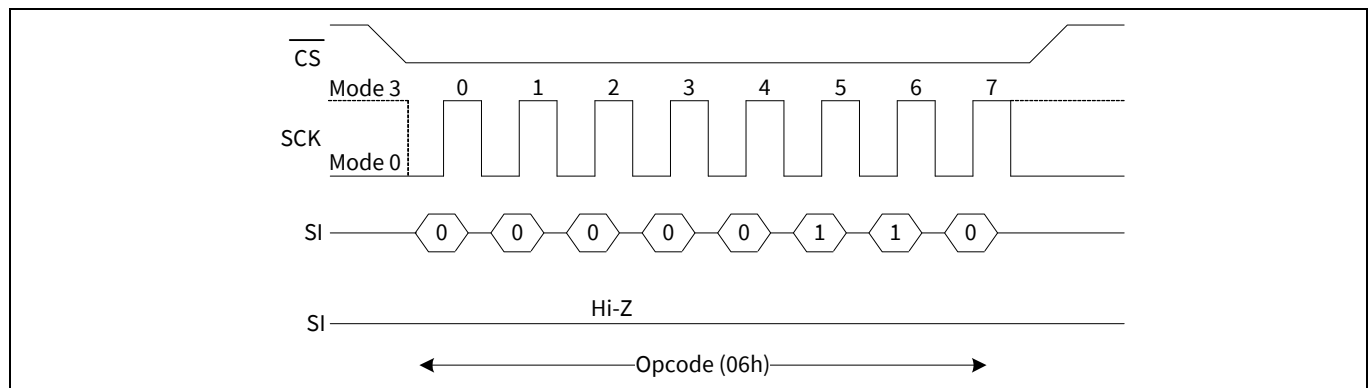 CS
Mode 3 0 1 2 3 4 5 6 7
SCK
Mode 0
SI 0 0 0 0 0 1 1 0
Hi-Z
SI
Opcode (06h)